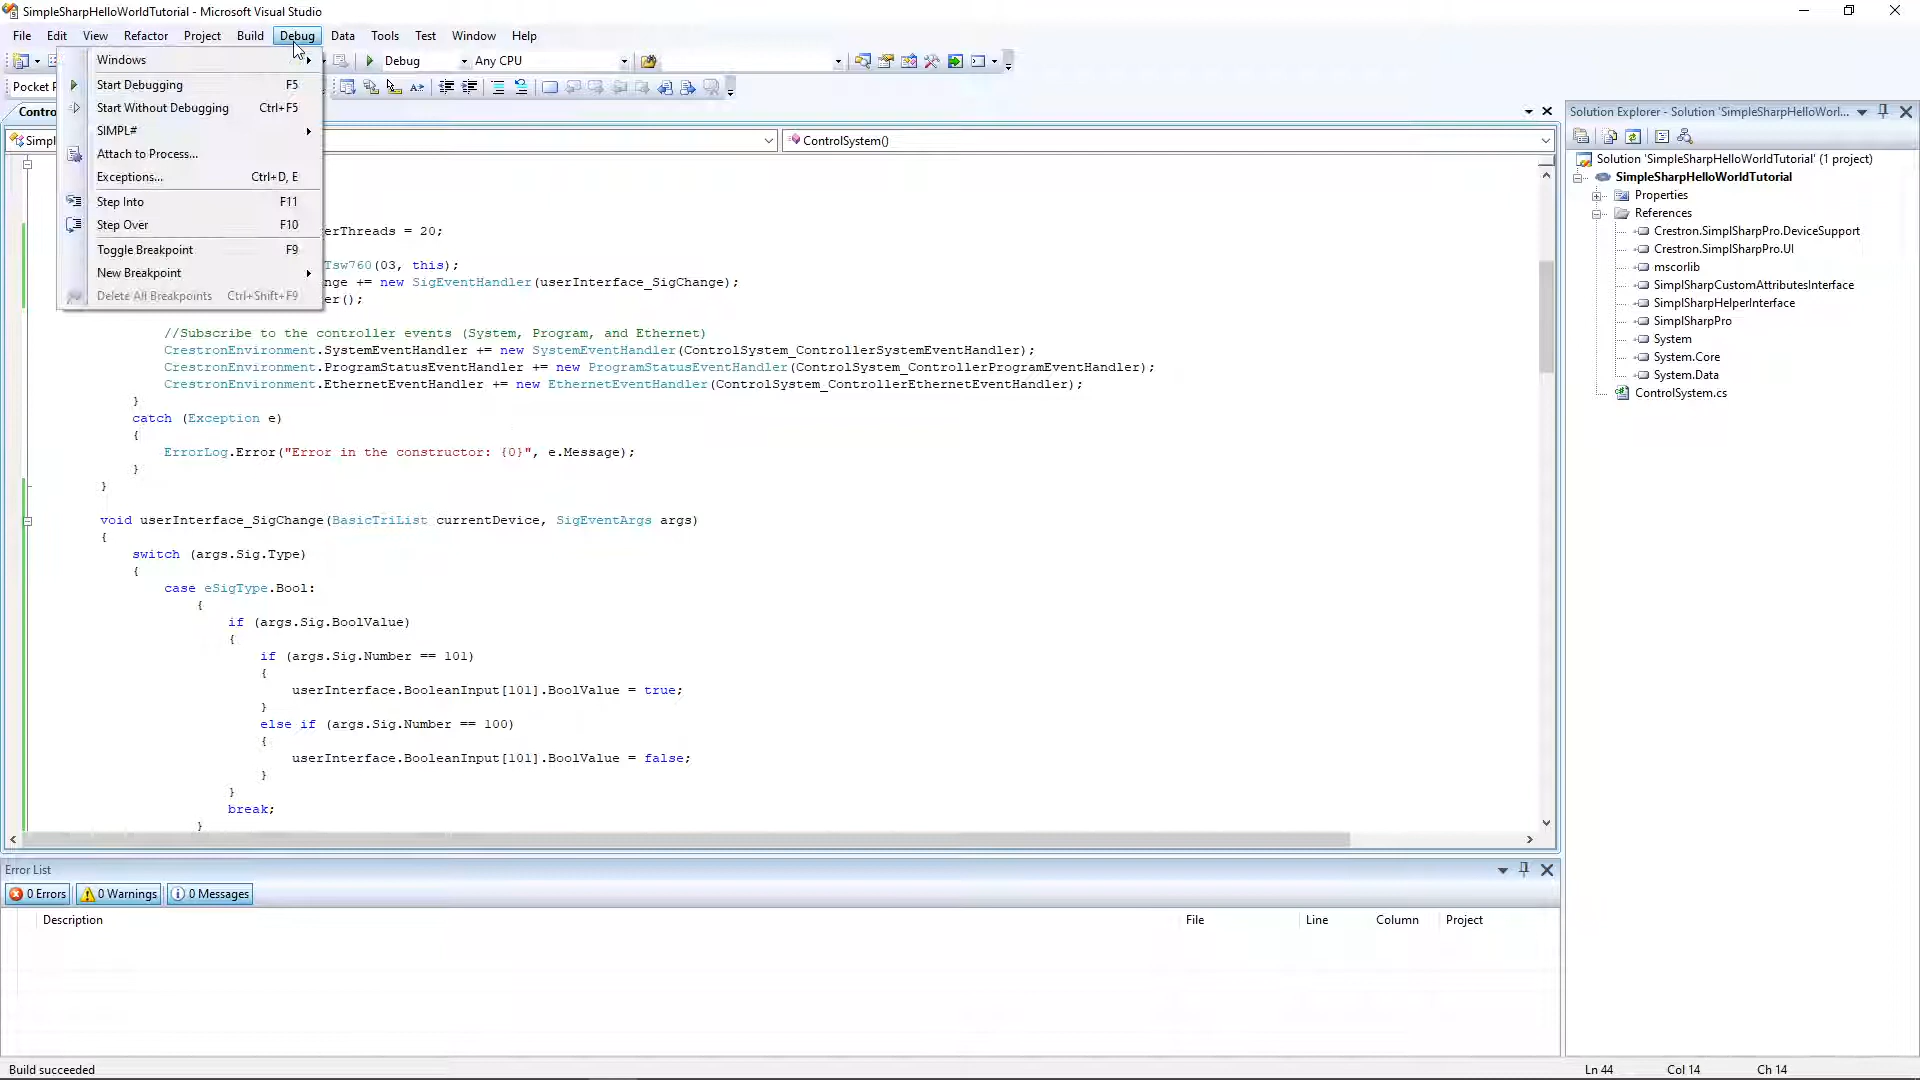 SimpleSharpHelloWorldTutorial - Microsoft Visual Studio
File Edit View Refactor Project Build Debug Data Tools Test Window Help
Debug Any CPU
Pocket
Windows
Start Debugging F5
Start Without Debugging Ctrl+F5
SIMPL#
Attach to Process...
Exceptions... Ctrl+D, E
Step Into F11
Step Over F10
Toggle Breakpoint F9
New Breakpoint
Delete All Breakpoints Ctrl+Shift+F9
Contro
Simpl
ControlSystem()
erThreads = 20;
Tsw760(03, this);
nge += new SigEventHandler(userInterface_SigChange);
er();
//Subscribe to the controller events (System, Program, and Ethernet)
CrestronEnvironment.SystemEventHandler += new SystemEventHandler(ControlSystem_ControllerSystemEventHandler);
CrestronEnvironment.ProgramStatusEventHandler += new ProgramStatusEventHandler(ControlSystem_ControllerProgramEventHandler);
CrestronEnvironment.EthernetEventHandler += new EthernetEventHandler(ControlSystem_ControllerEthernetEventHandler);
}
catch (Exception e)
{
ErrorLog.Error("Error in the constructor: {0}", e.Message);
}
}
void userInterface_SigChange(BasicTriList currentDevice, SigEventArgs args)
{
switch (args.Sig.Type)
{
case eSigType.Bool:
{
if (args.Sig.BoolValue)
{
if (args.Sig.Number == 101)
{
userInterface.BooleanInput[101].BoolValue = true;
}
else if (args.Sig.Number == 100)
{
userInterface.BooleanInput[101].BoolValue = false;
}
}
break;
}
Solution Explorer - Solution 'SimpleSharpHelloWorl...
Solution 'SimpleSharpHelloWorldTutorial' (1 project)
SimpleSharpHelloWorldTutorial
Properties
References
Crestron.SimplSharpPro.DeviceSupport
Crestron.SimplSharpPro.UI
mscorlib
SimplSharpCustomAttributesInterface
SimplSharpHelperInterface
SimplSharpPro
System
System.Core
System.Data
ControlSystem.cs
Error List
0 Errors 0 Warnings 0 Messages
Description File Line Column Project
Build succeeded Ln 44 Col 14 Ch 14